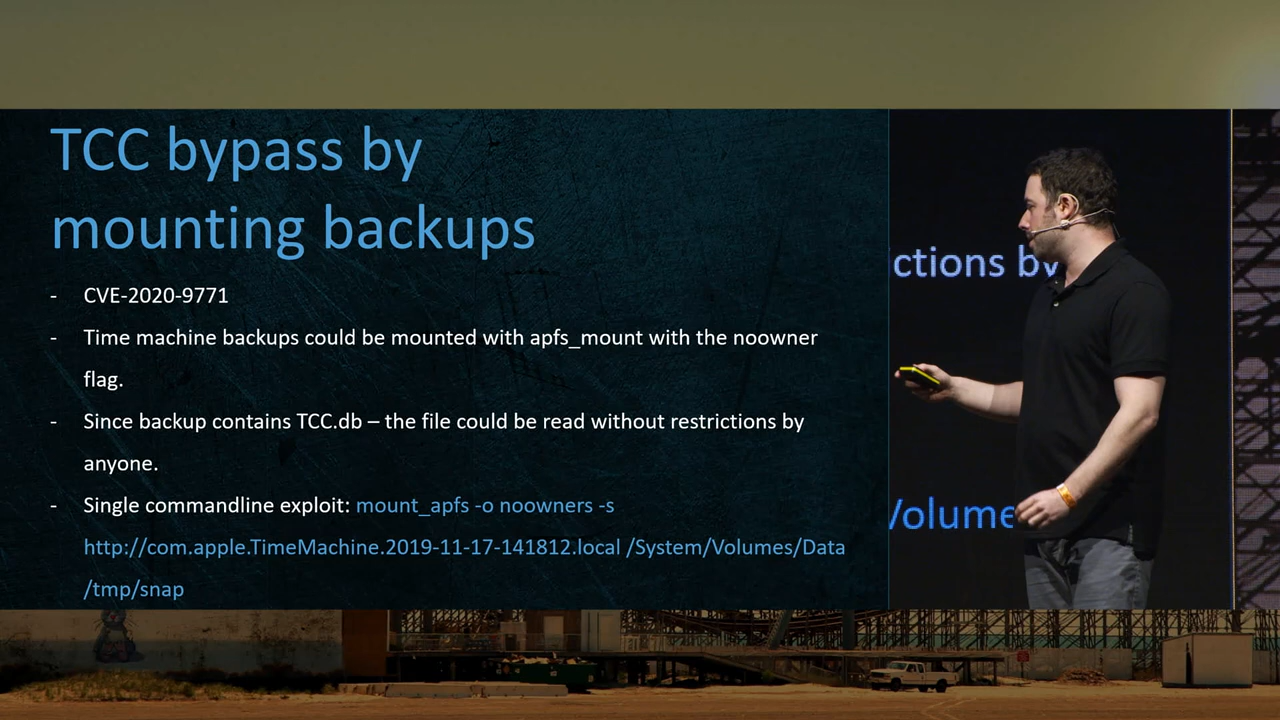 TCC bypass by
mounting backups
- CVE-2020-9771
- Time machine backups could be mounted with apfs_mount with the noowner
flag.
- Since backup contains TCC.db – the file could be read without restrictions by
anyone.
- Single commandline exploit: mount_apfs -o noowners -s
http://com.apple.TimeMachine.2019-11-17-141812.local /System/Volumes/Data
/tmp/snap
ctions by
/Volume